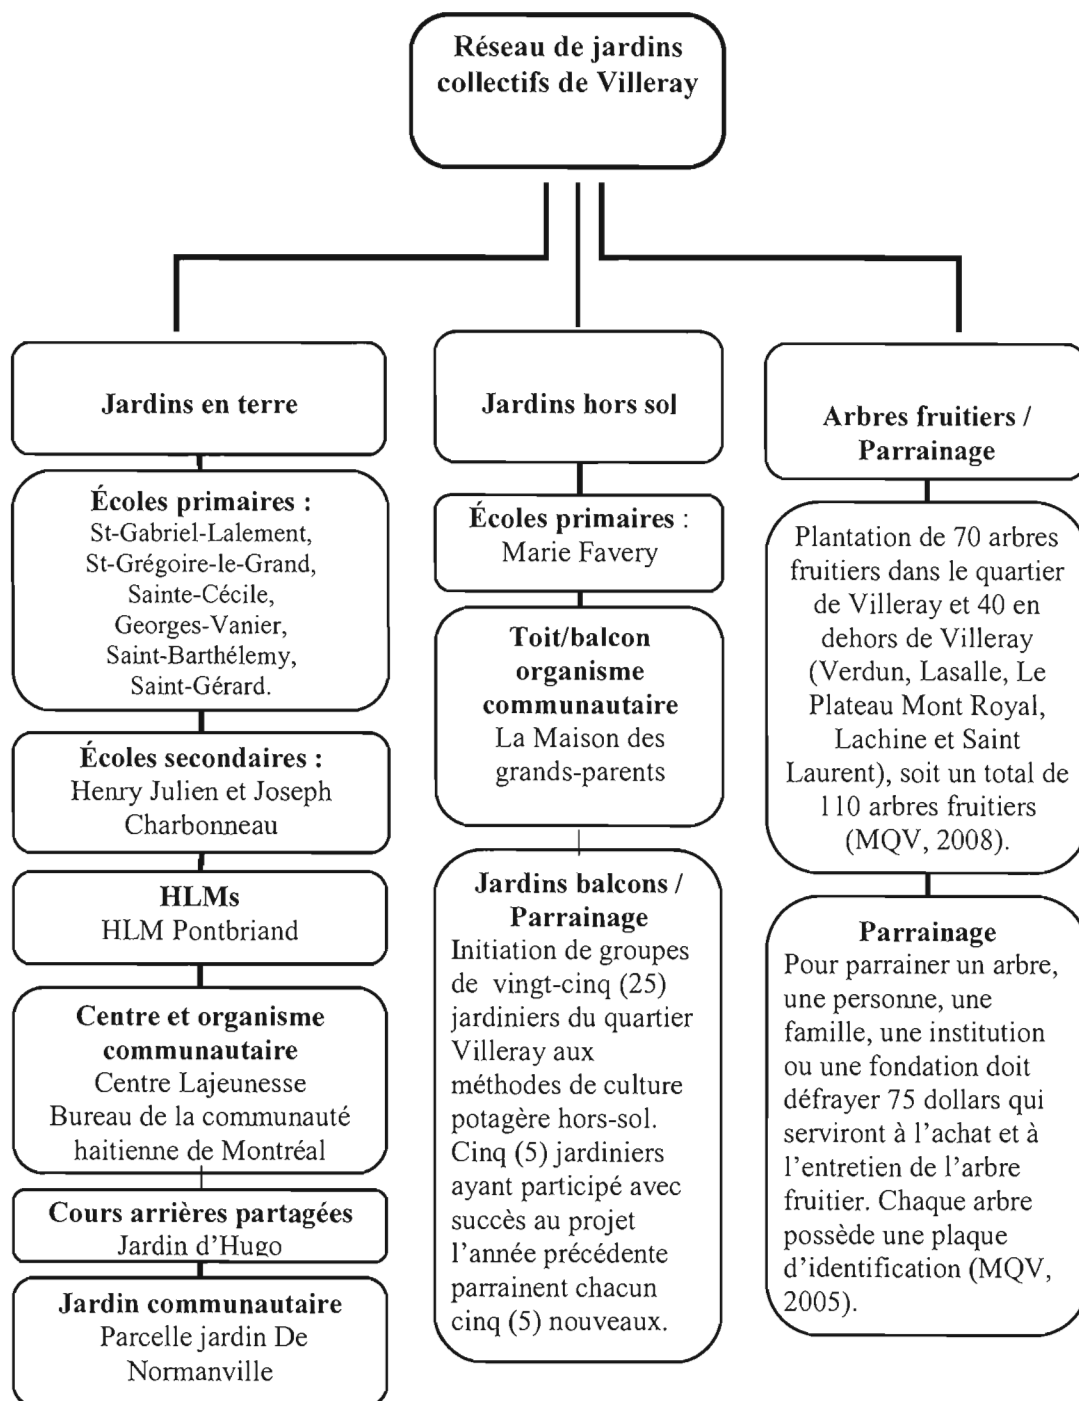 Réseau de jardins
collectifs de Villeray
Jardins en terre
Écoles primaires :
St-Gabriel-Lalement,
St-Grégoire-le-Grand,
Sainte-Cécile,
Georges-Vanier,
Saint-Barthélemy,
Saint-Gérard.
Écoles secondaires :
Henry Julien et Joseph
Charbonneau
HLMs
HLM Pontbriand
Centre et organisme
communautaire
Centre Lajeunesse
Bureau de la communauté
haitienne de Montréal
Cours arrières partagées
Jardin d'Hugo
Jardin communautaire
Parcelle jardin De
Normanville
Jardins hors sol
Écoles primaires :
Marie Favery
Toit/balcon
organisme
communautaire
La Maison des
grands-parents
Jardins balcons /
Parrainage
Initiation de groupes
de vingt-cinq (25)
jardiniers du quartier
Villeray aux
méthodes de culture
potagère hors-sol.
Cinq (5) jardiniers
ayant participé avec
succès au projet
l'année précédente
parrainent chacun
cinq (5) nouveaux.
Arbres fruitiers /
Parrainage
Plantation de 70 arbres
fruitiers dans le quartier
de Villeray et 40 en
dehors de Villeray
(Verdun, Lasalle, Le
Plateau Mont Royal,
Lachine et Saint
Laurent), soit un total de
110 arbres fruitiers
(MQV, 2008).
Parrainage
Pour parrainer un arbre,
une personne, une
famille, une institution
ou une fondation doit
défrayer 75 dollars qui
serviront à l'achat et à
l'entretien de l'arbre
fruitier. Chaque arbre
possède une plaque
d'identification (MQV,
2005).